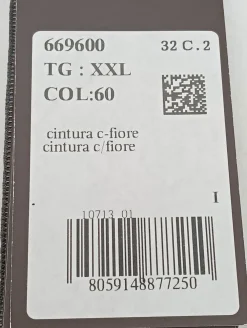 669600 32 C.2
TG : XXL
COL:60
cintura c-fiore
cintura c/fiore
I
10713 01
8059148877250